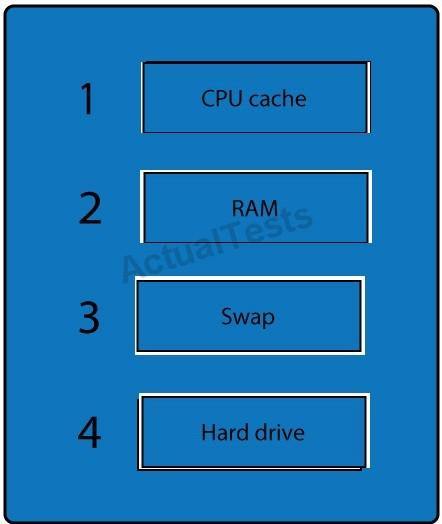 1 CPU cache
2 RAM
ActualTests
3 Swap
4 Hard drive